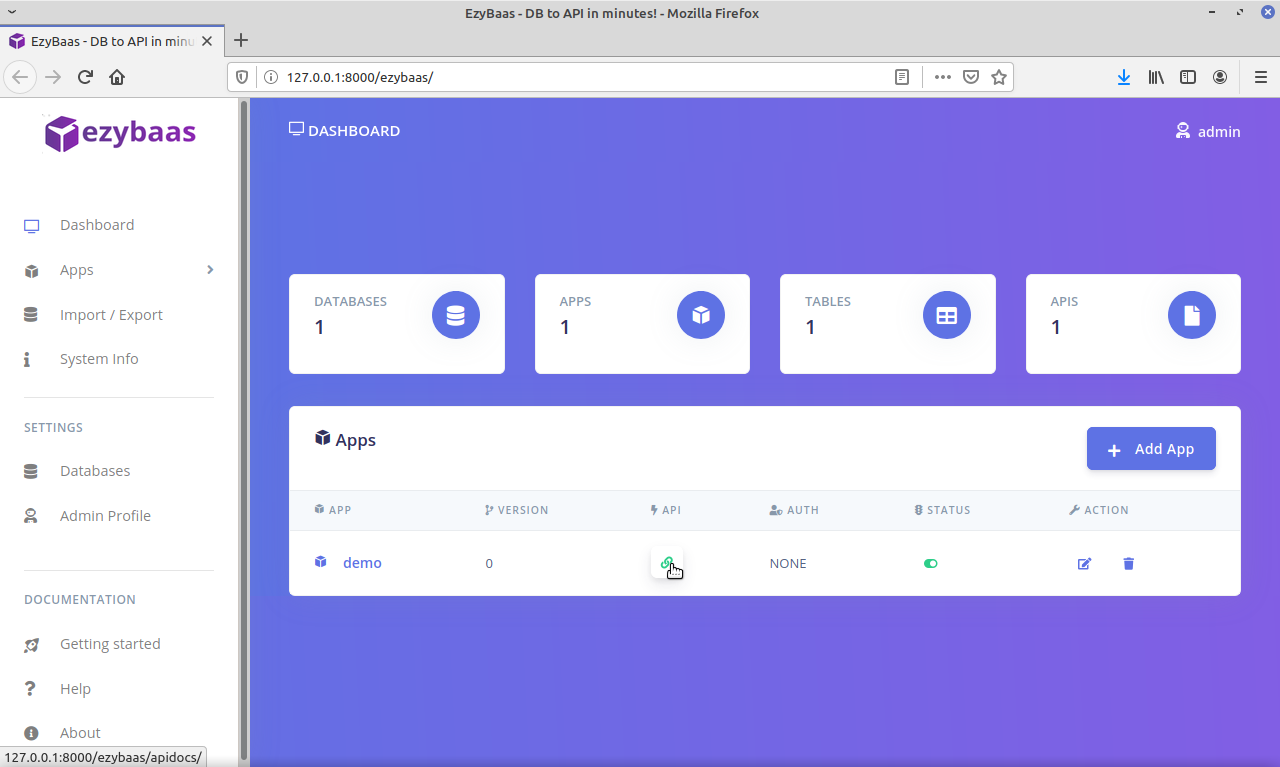 EzyBaas - DB to API in minutes! - Mozilla Firefox
EzyBaas - DB to API in minu
127.0.0.1:8000/ezybaas/
ezybaas
DASHBOARD
admin
Dashboard
Apps
Import / Export
System Info
SETTINGS
Databases
Admin Profile
DOCUMENTATION
Getting started
Help
About
DATABASES
1
APPS
1
TABLES
1
APIS
1
Apps
+ Add App
APP VERSION API AUTH STATUS ACTION
demo 0 NONE
127.0.0.1:8000/ezybaas/apidocs/